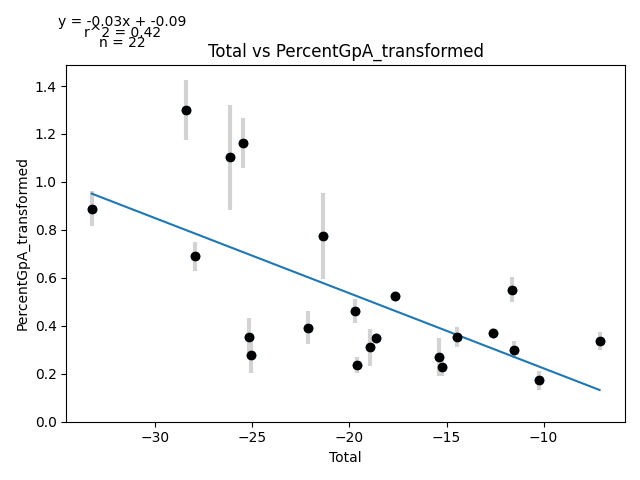 y = -0.03x + -0.09
r^2 = 0.42
n = 22
Total vs PercentGpA_transformed
PercentGpA_transformed
1.4
1.2
1.0
0.8
0.6
0.4
0.2
0.0
−30
−25
−20
−15
−10
Total